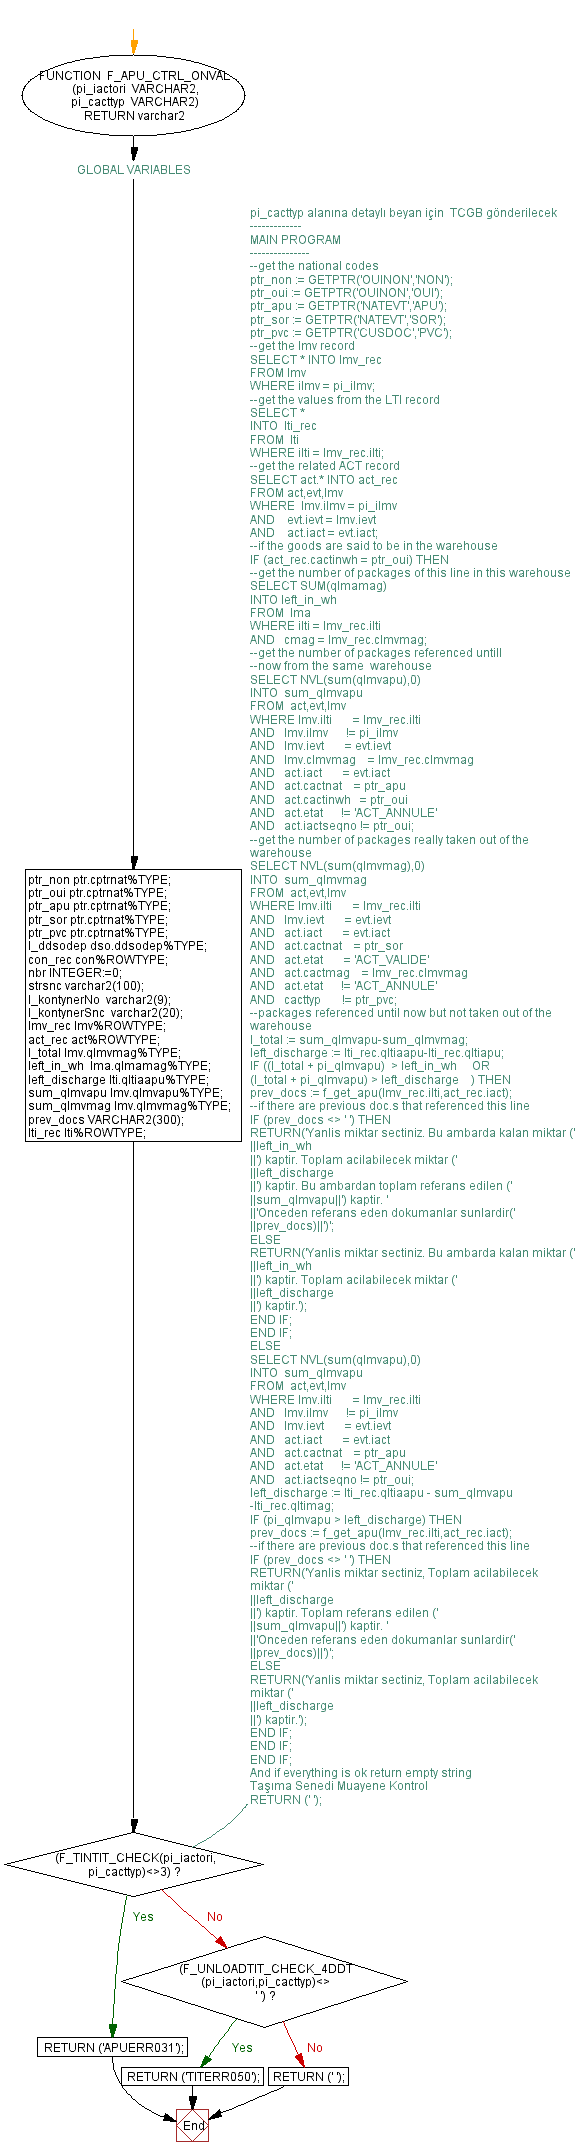 FUNCTION F_APU_CTRL_ONVAL
(pi_iactori VARCHAR2,
pi_cacttyp VARCHAR2)
RETURN varchar2
GLOBAL VARIABLES
pi_cacttyp alanına detaylı beyan için TCGB gönderilecek
-------------
MAIN PROGRAM
---------------
--get the national codes
ptr_non := GETPTR('OUINON','NON');
ptr_oui := GETPTR('OUINON','OUI');
ptr_apu := GETPTR('NATEVT','APU');
ptr_sor := GETPTR('NATEVT','SOR');
ptr_pvc := GETPTR('CUSDOC','PVC');
--get the lmv record
SELECT * INTO lmv_rec
FROM lmv
WHERE ilmv = pi_ilmv;
--get the values from the LTI record
SELECT *
INTO lti_rec
FROM lti
WHERE ilti = lmv_rec.ilti;
--get the related ACT record
SELECT act.* INTO act_rec
FROM act,evt,lmv
WHERE lmv.ilmv = pi_ilmv
AND evt.ievt = lmv.ievt
AND act.iact = evt.iact;
--if the goods are said to be in the warehouse
IF (act_rec.cactinwh = ptr_oui) THEN
--get the number of packages of this line in this warehouse
SELECT SUM(qlmamag)
INTO left_in_wh
FROM lma
WHERE ilti = lmv_rec.ilti
AND cmag = lmv_rec.clmvmag;
--get the number of packages referenced untill
--now from the same warehouse
SELECT NVL(sum(qlmvapu),0)
INTO sum_qlmvapu
FROM act,evt,lmv
WHERE lmv.ilti = lmv_rec.ilti
AND lmv.ilmv != pi_ilmv
AND lmv.ievt = evt.ievt
AND lmv.clmvmag = lmv_rec.clmvmag
AND act.iact = evt.iact
AND act.cactnat = ptr_apu
AND act.cactinwh = ptr_oui
AND act.etat != 'ACT_ANNULE'
AND act.iactseqno != ptr_oui;
--get the number of packages really taken out of the
warehouse
SELECT NVL(sum(qlmvmag),0)
INTO sum_qlmvmag
FROM act,evt,lmv
WHERE lmv.ilti = lmv_rec.ilti
AND lmv.ievt = evt.ievt
AND act.iact = evt.iact
AND act.cactnat = ptr_sor
AND act.etat = 'ACT_VALIDE'
AND act.cactmag = lmv_rec.clmvmag
AND act.etat != 'ACT_ANNULE'
AND cacttyp != ptr_pvc;
--packages referenced until now but not taken out of the
warehouse
l_total := sum_qlmvapu-sum_qlmvmag;
left_discharge := lti_rec.qltiaapu-lti_rec.qltiapu;
IF ((l_total + pi_qlmvapu) > left_in_wh OR
(l_total + pi_qlmvapu) > left_discharge ) THEN
prev_docs := f_get_apu(lmv_rec.ilti,act_rec.iact);
--if there are previous doc.s that referenced this line
IF (prev_docs <> ' ') THEN
RETURN('Yanlis miktar sectiniz. Bu ambarda kalan miktar ('
||left_in_wh
||') kaptir. Toplam acilabilecek miktar ('
||left_discharge
||') kaptir. Bu ambardan toplam referans edilen ('
||sum_qlmvapu||') kaptir. '
||'Onceden referans eden dokumanlar sunlardir('
||prev_docs)||')';
ELSE
RETURN('Yanlis miktar sectiniz. Bu ambarda kalan miktar ('
||left_in_wh
||') kaptir. Toplam acilabilecek miktar ('
||left_discharge
||') kaptir.');
END IF;
END IF;
ELSE
SELECT NVL(sum(qlmvapu),0)
INTO sum_qlmvapu
FROM act,evt,lmv
WHERE lmv.ilti = lmv_rec.ilti
AND lmv.ilmv != pi_ilmv
AND lmv.ievt = evt.ievt
AND act.iact = evt.iact
AND act.cactnat = ptr_apu
AND act.etat != 'ACT_ANNULE'
AND act.iactseqno != ptr_oui;
left_discharge := lti_rec.qltiaapu - sum_qlmvapu
-lti_rec.qltimag;
IF (pi_qlmvapu > left_discharge) THEN
prev_docs := f_get_apu(lmv_rec.ilti,act_rec.iact);
--if there are previous doc.s that referenced this line
IF (prev_docs <> ' ') THEN
RETURN('Yanlis miktar sectiniz, Toplam acilabilecek
miktar ('
||left_discharge
||') kaptir. Toplam referans edilen ('
||sum_qlmvapu||') kaptir. '
||'Onceden referans eden dokumanlar sunlardir('
||prev_docs)||')';
ELSE
RETURN('Yanlis miktar sectiniz, Toplam acilabilecek
miktar ('
||left_discharge
||') kaptir.');
END IF;
END IF;
END IF;
And if everything is ok return empty string
Taşıma Senedi Muayene Kontrol
RETURN (' ');
ptr_non ptr.cptrnat%TYPE;
ptr_oui ptr.cptrnat%TYPE;
ptr_apu ptr.cptrnat%TYPE;
ptr_sor ptr.cptrnat%TYPE;
ptr_pvc ptr.cptrnat%TYPE;
l_ddsodep dso.ddsodep%TYPE;
con_rec con%ROWTYPE;
nbr INTEGER:=0;
strsnc varchar2(100);
l_kontynerNo varchar2(9);
l_kontynerSnc varchar2(20);
lmv_rec lmv%ROWTYPE;
act_rec act%ROWTYPE;
l_total lmv.qlmvmag%TYPE;
left_in_wh lma.qlmamag%TYPE;
left_discharge lti.qltiaapu%TYPE;
sum_qlmvapu lmv.qlmvapu%TYPE;
sum_qlmvmag lmv.qlmvmag%TYPE;
prev_docs VARCHAR2(300);
lti_rec lti%ROWTYPE;
(F_TINTIT_CHECK(pi_iactori,
pi_cacttyp)<>3) ?
Yes
No
(F_UNLOADTIT_CHECK_4DDT
(pi_iactori,pi_cacttyp)<>
' ') ?
RETURN ('APUERR031');
Yes
No
RETURN ('TITERR050');
RETURN (' ');
End